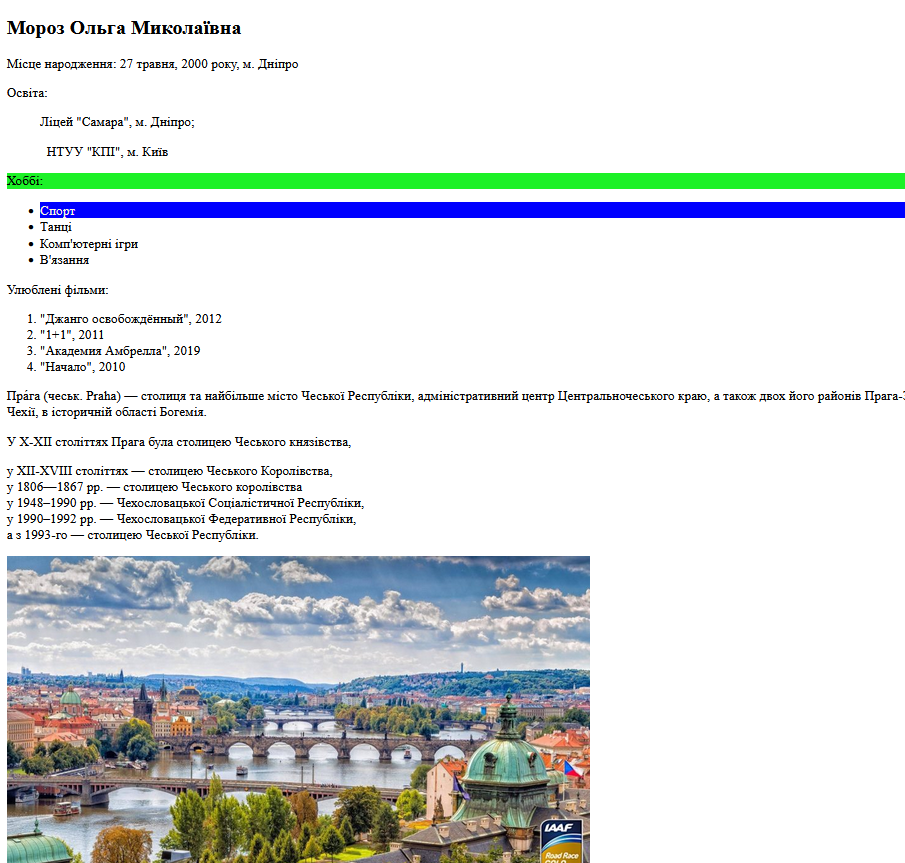 Мороз Ольга Миколаївна
Місце народження: 27 травня, 2000 року, м. Дніпро
Освіта:
Ліцей "Самара", м. Дніпро;
НТУУ "КПІ", м. Київ
Хоббі:
• Спорт
• Танці
• Комп'ютерні ігри
• В'язання
Улюблені фільми:
1. "Джанго освобождённый", 2012
2. "1+1", 2011
3. "Академия Амбрелла", 2019
4. "Начало", 2010
Пра́га (чеськ. Praha) — столиця та найбільше місто Чеської Республіки, адміністративний центр Центральночеського краю, а також двох його районів Прага-
Чехії, в історичній області Богемія.
У X-XII століттях Прага була столицею Чеського князівства,
у XII-XVIII століттях — столицею Чеського Королівства,
у 1806—1867 рр. — столицею Чеського королівства
у 1948–1990 рр. — Чехословацької Соціалістичної Республіки,
у 1990–1992 рр. — Чехословацької Федеративної Республіки,
а з 1993-го — столицею Чеської Республіки.
IAAF
Road Race